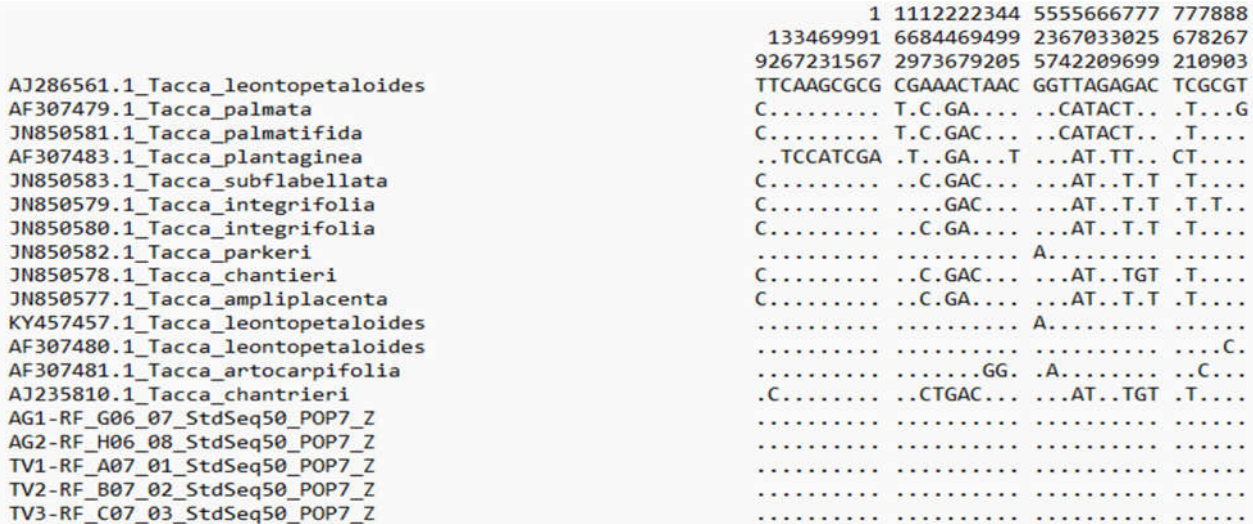 1 1112222344 5555666777 777888
133469991 6684469499 2367033025 678267
9267231567 2973679205 5742209699 210903
AJ286561.1_Tacca_leontopetaloides TTCAAGCGCG CGAAACTAAC GGTTAGAGAC TCGCGT
AF307479.1_Tacca_palmata C......... T.C.GA.... ..CATACT.. .T...G
JN850581.1_Tacca_palmatifida C......... T.C.GAC... ..CATACT.. .T....
AF307483.1_Tacca_plantaginea ..TCCATCGA .T..GA...T ...AT.TT.. CT....
JN850583.1_Tacca_subflabellata C......... ..C.GAC... ...AT..T.T .T....
JN850579.1_Tacca_integrifolia C......... ....GAC... ...AT..T.T .T.T..
JN850580.1_Tacca_integrifolia C......... ..C.GA.... ...AT..T.T .T....
JN850582.1_Tacca_parkeri .......... .......... A......... ......
JN850578.1_Tacca_chantieri C......... ..C.GAC... ...AT..TGT .T....
JN850577.1_Tacca_ampliplacenta C......... ..C.GA.... ...AT..T.T .T....
KY457457.1_Tacca_leontopetaloides .......... .......... A......... ......
AF307480.1_Tacca_leontopetaloides .......... .......... .......... ....C.
AF307481.1_Tacca_artocarpifolia .......... .......GG. .A........ ..C...
AJ235810.1_Tacca_chantrieri .C........ ..CTGAC... ...AT..TGT .T....
AG1-RF_G06_07_StdSeq50_POP7_Z .......... .......... .......... ......
AG2-RF_H06_08_StdSeq50_POP7_Z .......... .......... .......... ......
TV1-RF_A07_01_StdSeq50_POP7_Z .......... .......... .......... ......
TV2-RF_B07_02_StdSeq50_POP7_Z .......... .......... .......... ......
TV3-RF_C07_03_StdSeq50_POP7_Z .......... .......... .......... ......